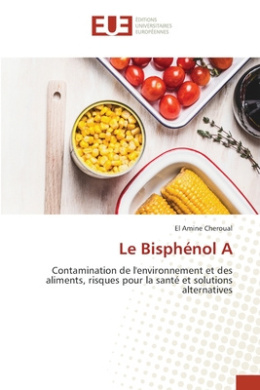 EUE
ÉDITIONS
UNIVERSITAIRES
EUROPÉENNES
El Amine Cheroual
Le Bisphénol A
Contamination de l'environnement et des
aliments, risques pour la santé et solutions
alternatives